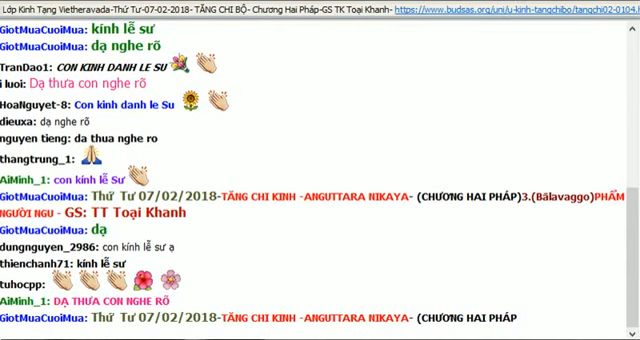 Lớp Kinh Tạng Vietheravada-Thứ Tư-07-02-2018- TĂNG CHI BỘ- Chương Hai Pháp-GS TK Toại Khanh- https://www.budsas.org/uni/u-kinh-tangchibo/tangchi02-0104.h
GiotMuaCuoiMua: kính lễ sư
GiotMuaCuoiMua: dạ nghe rõ
TranDao1: CON KINH DANH LE SU
i luoi: Dạ thưa con nghe rõ
HoaNguyet-8: Con kinh danh le Su
dieuxa: dạ nghe rõ
nguyen tieng: da thua nghe ro
thangtrung_1:
AiMinh_1: con kính lễ Sư
GiotMuaCuoiMua: Thứ Tư 07/02/2018-TĂNG CHI KINH -ANGUTTARA NIKAYA- (CHƯƠNG HAI PHÁP)3.(Bālavaggo)PHẨM
NGƯỜI NGU - GS: TT Toại Khanh
GiotMuaCuoiMua: dạ
dungnguyen_2986: con kính lễ sư ạ
thienchanh71: kính lễ sư
tuhocpp:
AiMinh_1: DẠ THƯA CON NGHE RÕ
GiotMuaCuoiMua: Thứ Tư 07/02/2018-TĂNG CHI KINH -ANGUTTARA NIKAYA- (CHƯƠNG HAI PHÁP